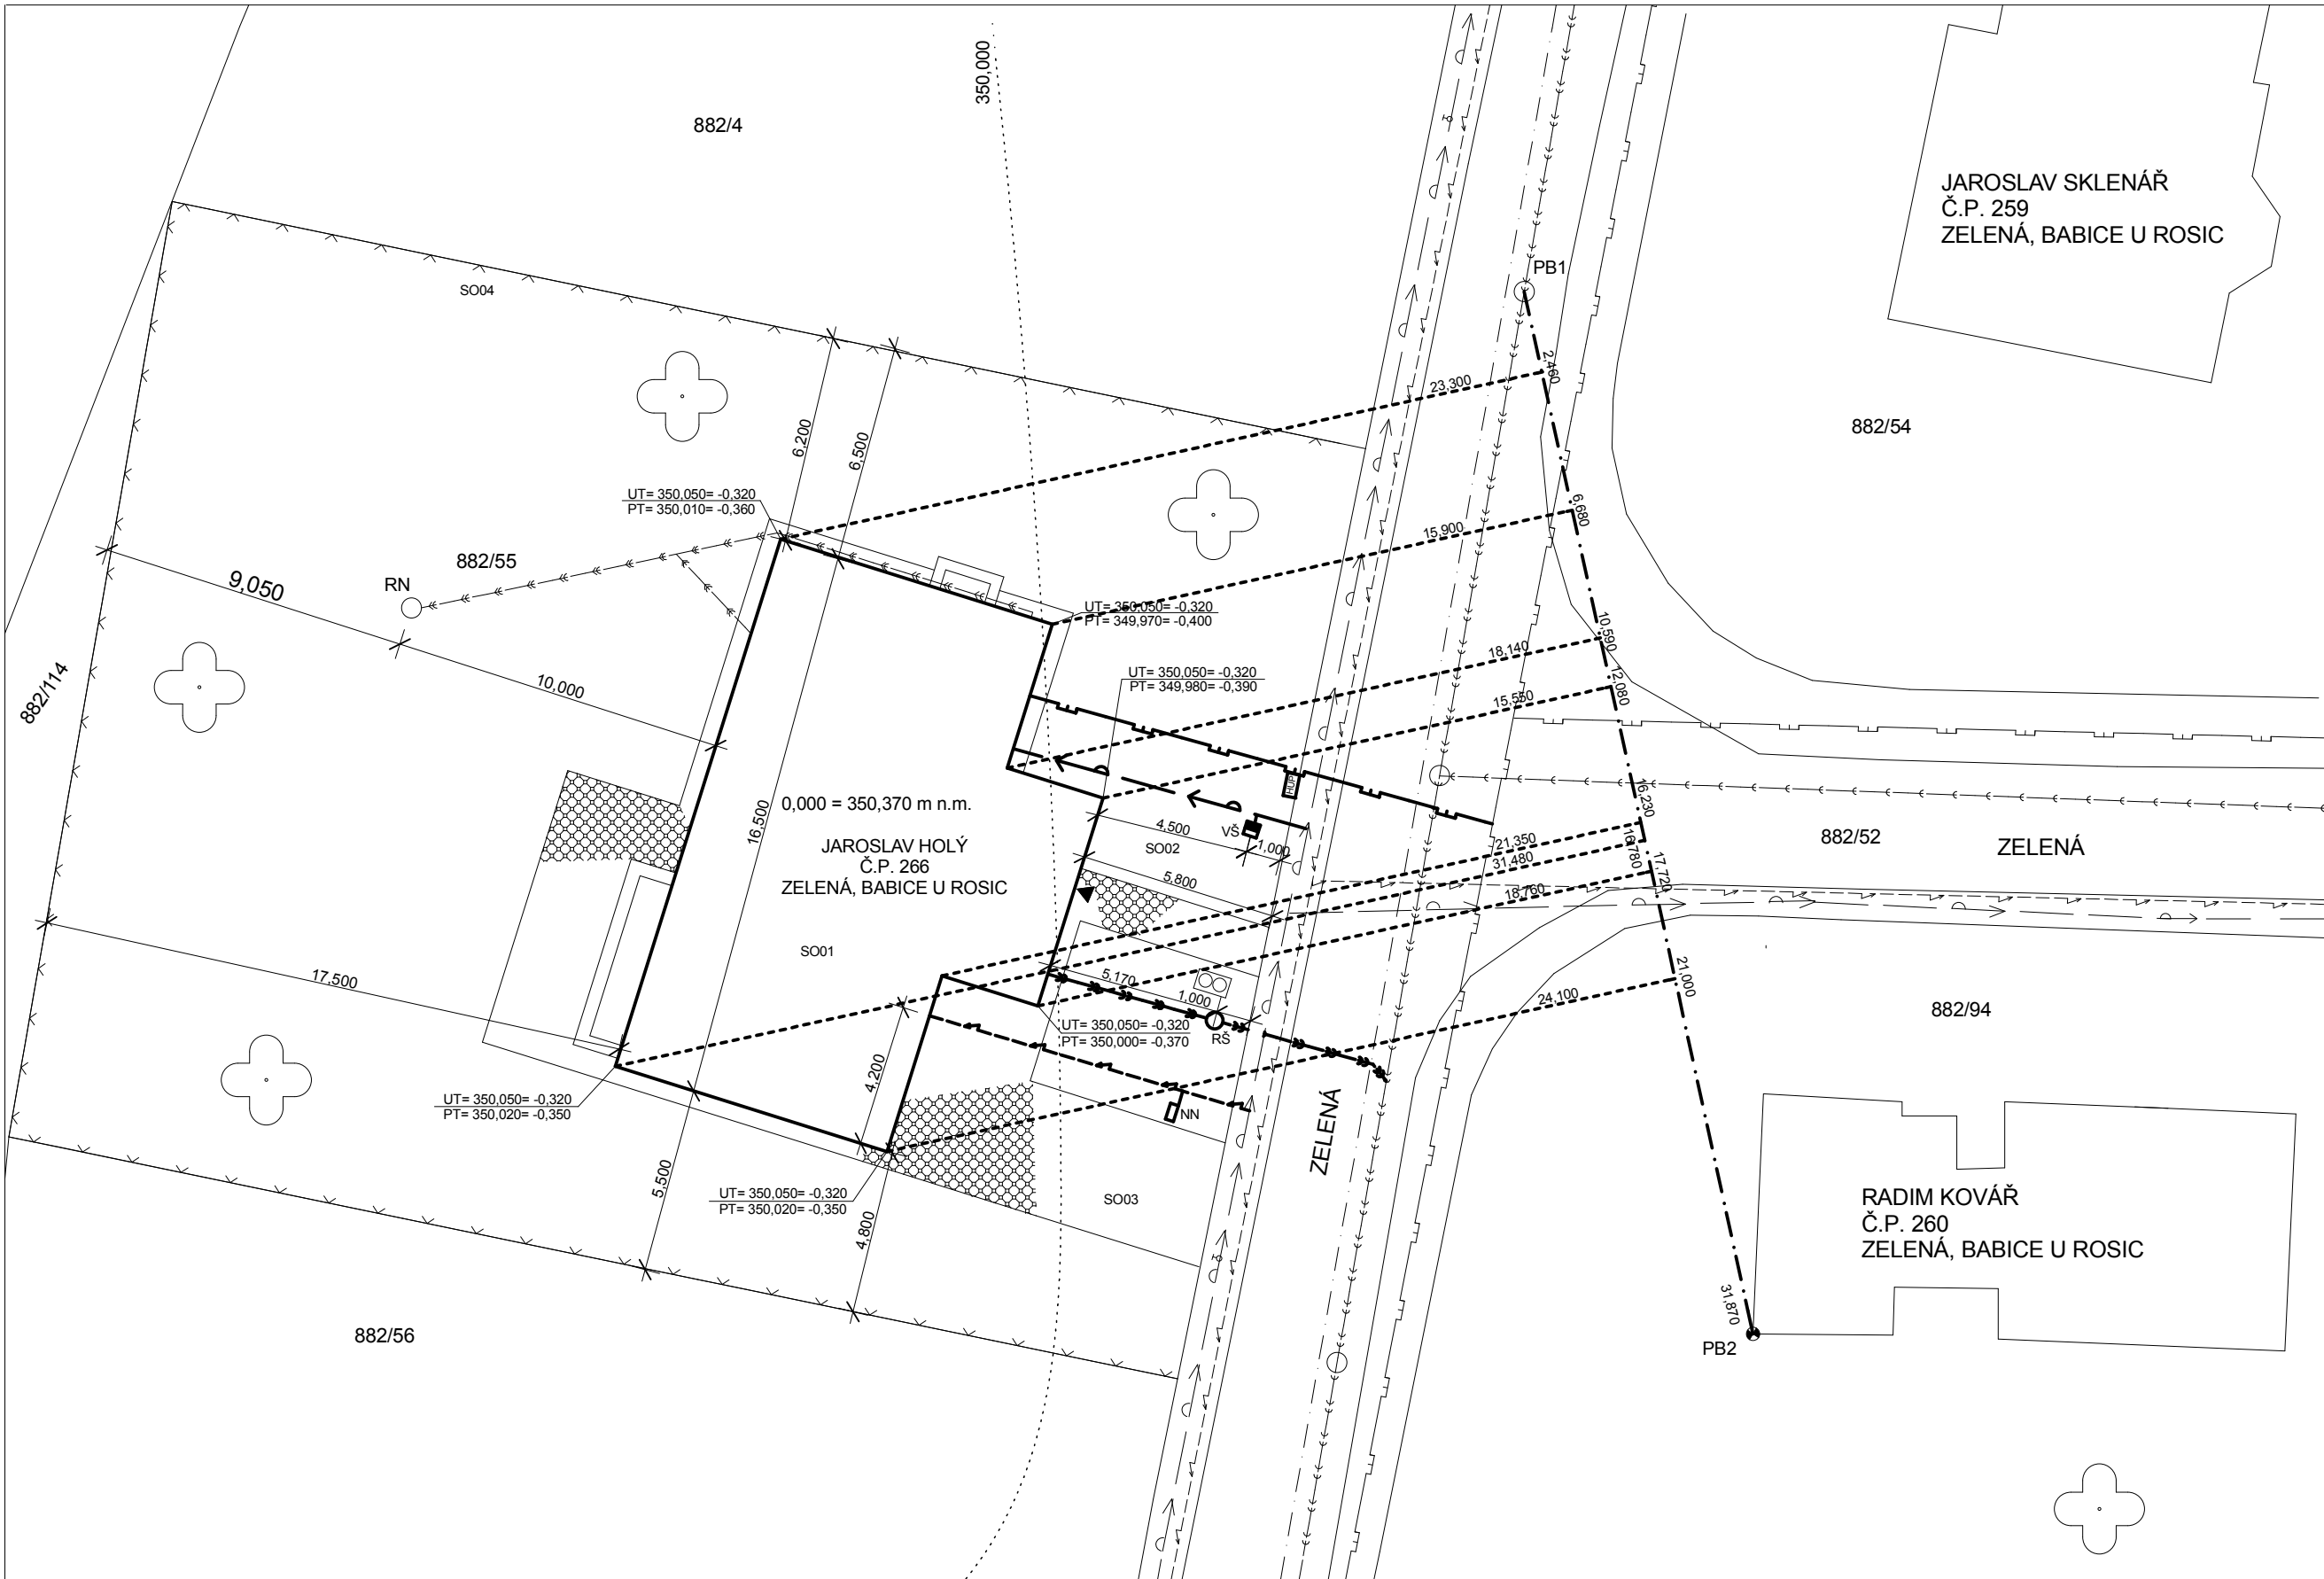 350,000
882/4
JAROSLAV SKLENÁŘ
Č.P. 259
ZELENÁ, BABICE U ROSIC
PB1
SO04
2,460
23,300
882/54
6,200
6,500
UT= 350,050= -0,320
PT= 350,010= -0,360
6,680
15,900
882/55
RN
9,050
UT= 350,050= -0,320
PT= 349,970= -0,400
10,590
18,140
UT= 350,050= -0,320
PT= 349,980= -0,390
12,080
15,550
882/114
10,000
HUP
0,000 = 350,370 m n.m.
16,500
JAROSLAV HOLÝ
Č.P. 266
ZELENÁ, BABICE U ROSIC
4,500
VŠ
SO02
1,000
16,230
21,350
16,780
31,480
17,720
882/52
ZELENÁ
5,800
18,760
SO01
17,500
5,170
1,000
21,000
24,100
882/94
UT= 350,050= -0,320
PT= 350,000= -0,370
RŠ
4,200
UT= 350,050= -0,320
PT= 350,020= -0,350
NN
ZELENÁ
5,500
UT= 350,050= -0,320
PT= 350,020= -0,350
SO03
4,800
RADIM KOVÁŘ
Č.P. 260
ZELENÁ, BABICE U ROSIC
31,870
PB2
882/56